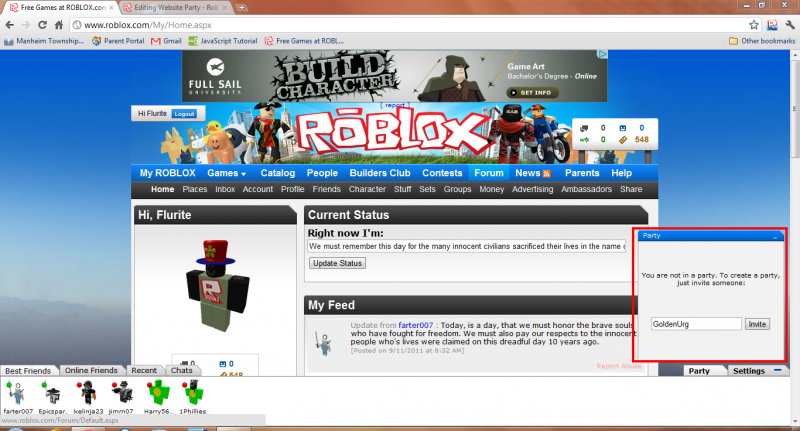 Free Games at ROBLOX.com
Editing Website Party - Rob
www.roblox.com/My/Home.aspx
Manheim Township...
Parent Portal
Gmail
JavaScript Tutorial
Free Games at ROBL...
Other bookmarks
FULL SAIL
UNIVERSITY
BUILD
CHARACTER
Game Art
Bachelor's Degree - Online
GET INFO
[ report ]
Hi Flurite
Logout
ROBLOX
0 0
0 548
My ROBLOX Games Catalog People Builders Club Contests Forum News Parents Help
Home Places Inbox Account Profile Friends Character Stuff Sets Groups Money Advertising Ambassadors Share
Hi, Flurite
R
Wiki
0 0
0 548
Current Status
Right now I'm:
We must remember this day for the many innocent civilians sacrificed their lives in the name o
Update Status
My Feed
Update from farter007 : Today, is a day, that we must honor the brave souls
who have fought for freedom. We must also pay our respects to the innocent
people who's lives were claimed on this dreadful day 10 years ago.
[Posted on 9/11/2011 at 6:32 AM]
Report Abuse
Party
You are not in a party. To create a party,
just invite someone:
GoldenUrg
Invite
Party Settings
Best Friends Online Friends Recent Chats
farter007 Epicspar.. kelinja23 jimm07 Harry56.. 1Phillies..
www.roblox.com/Forum/Default.aspx